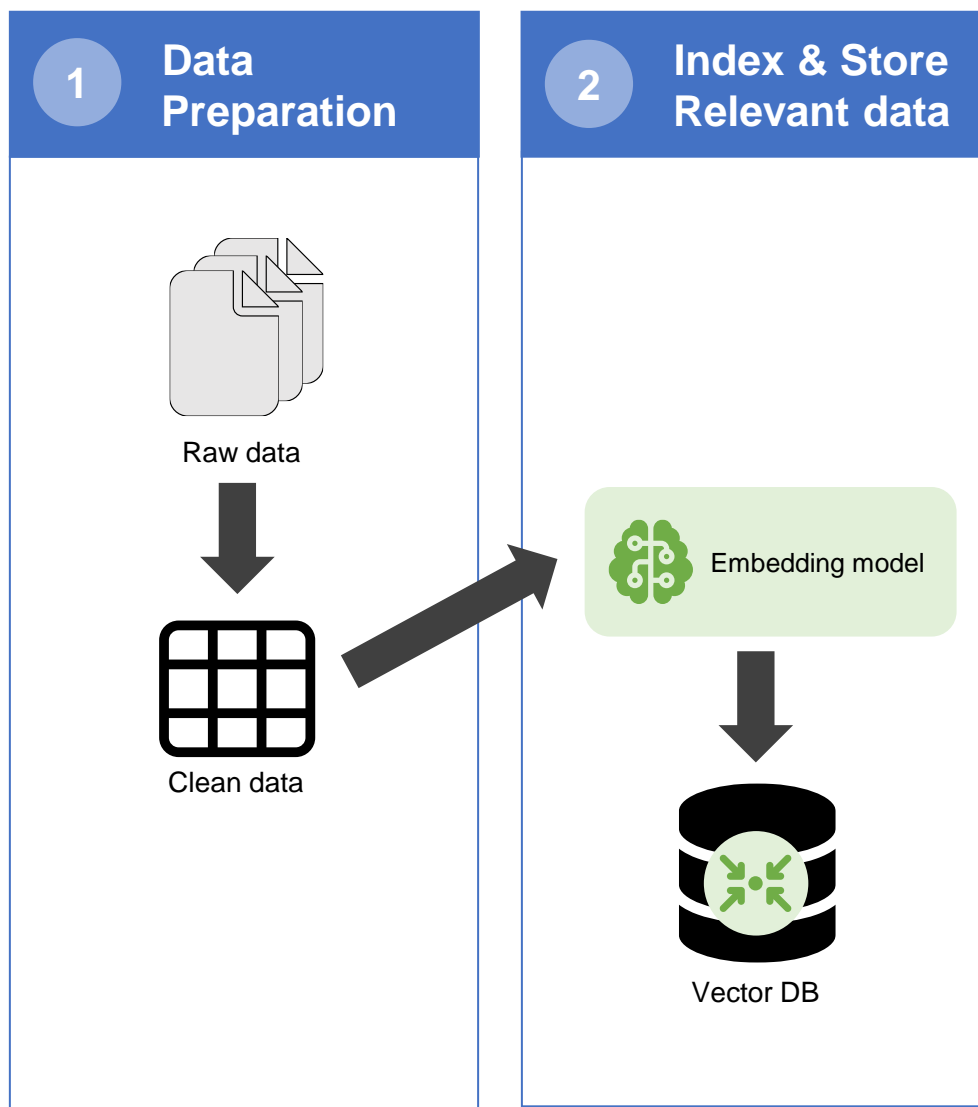 1
Data
Preparation
Raw data
Clean data
2
Index & Store
Relevant data
Embedding model
Vector DB